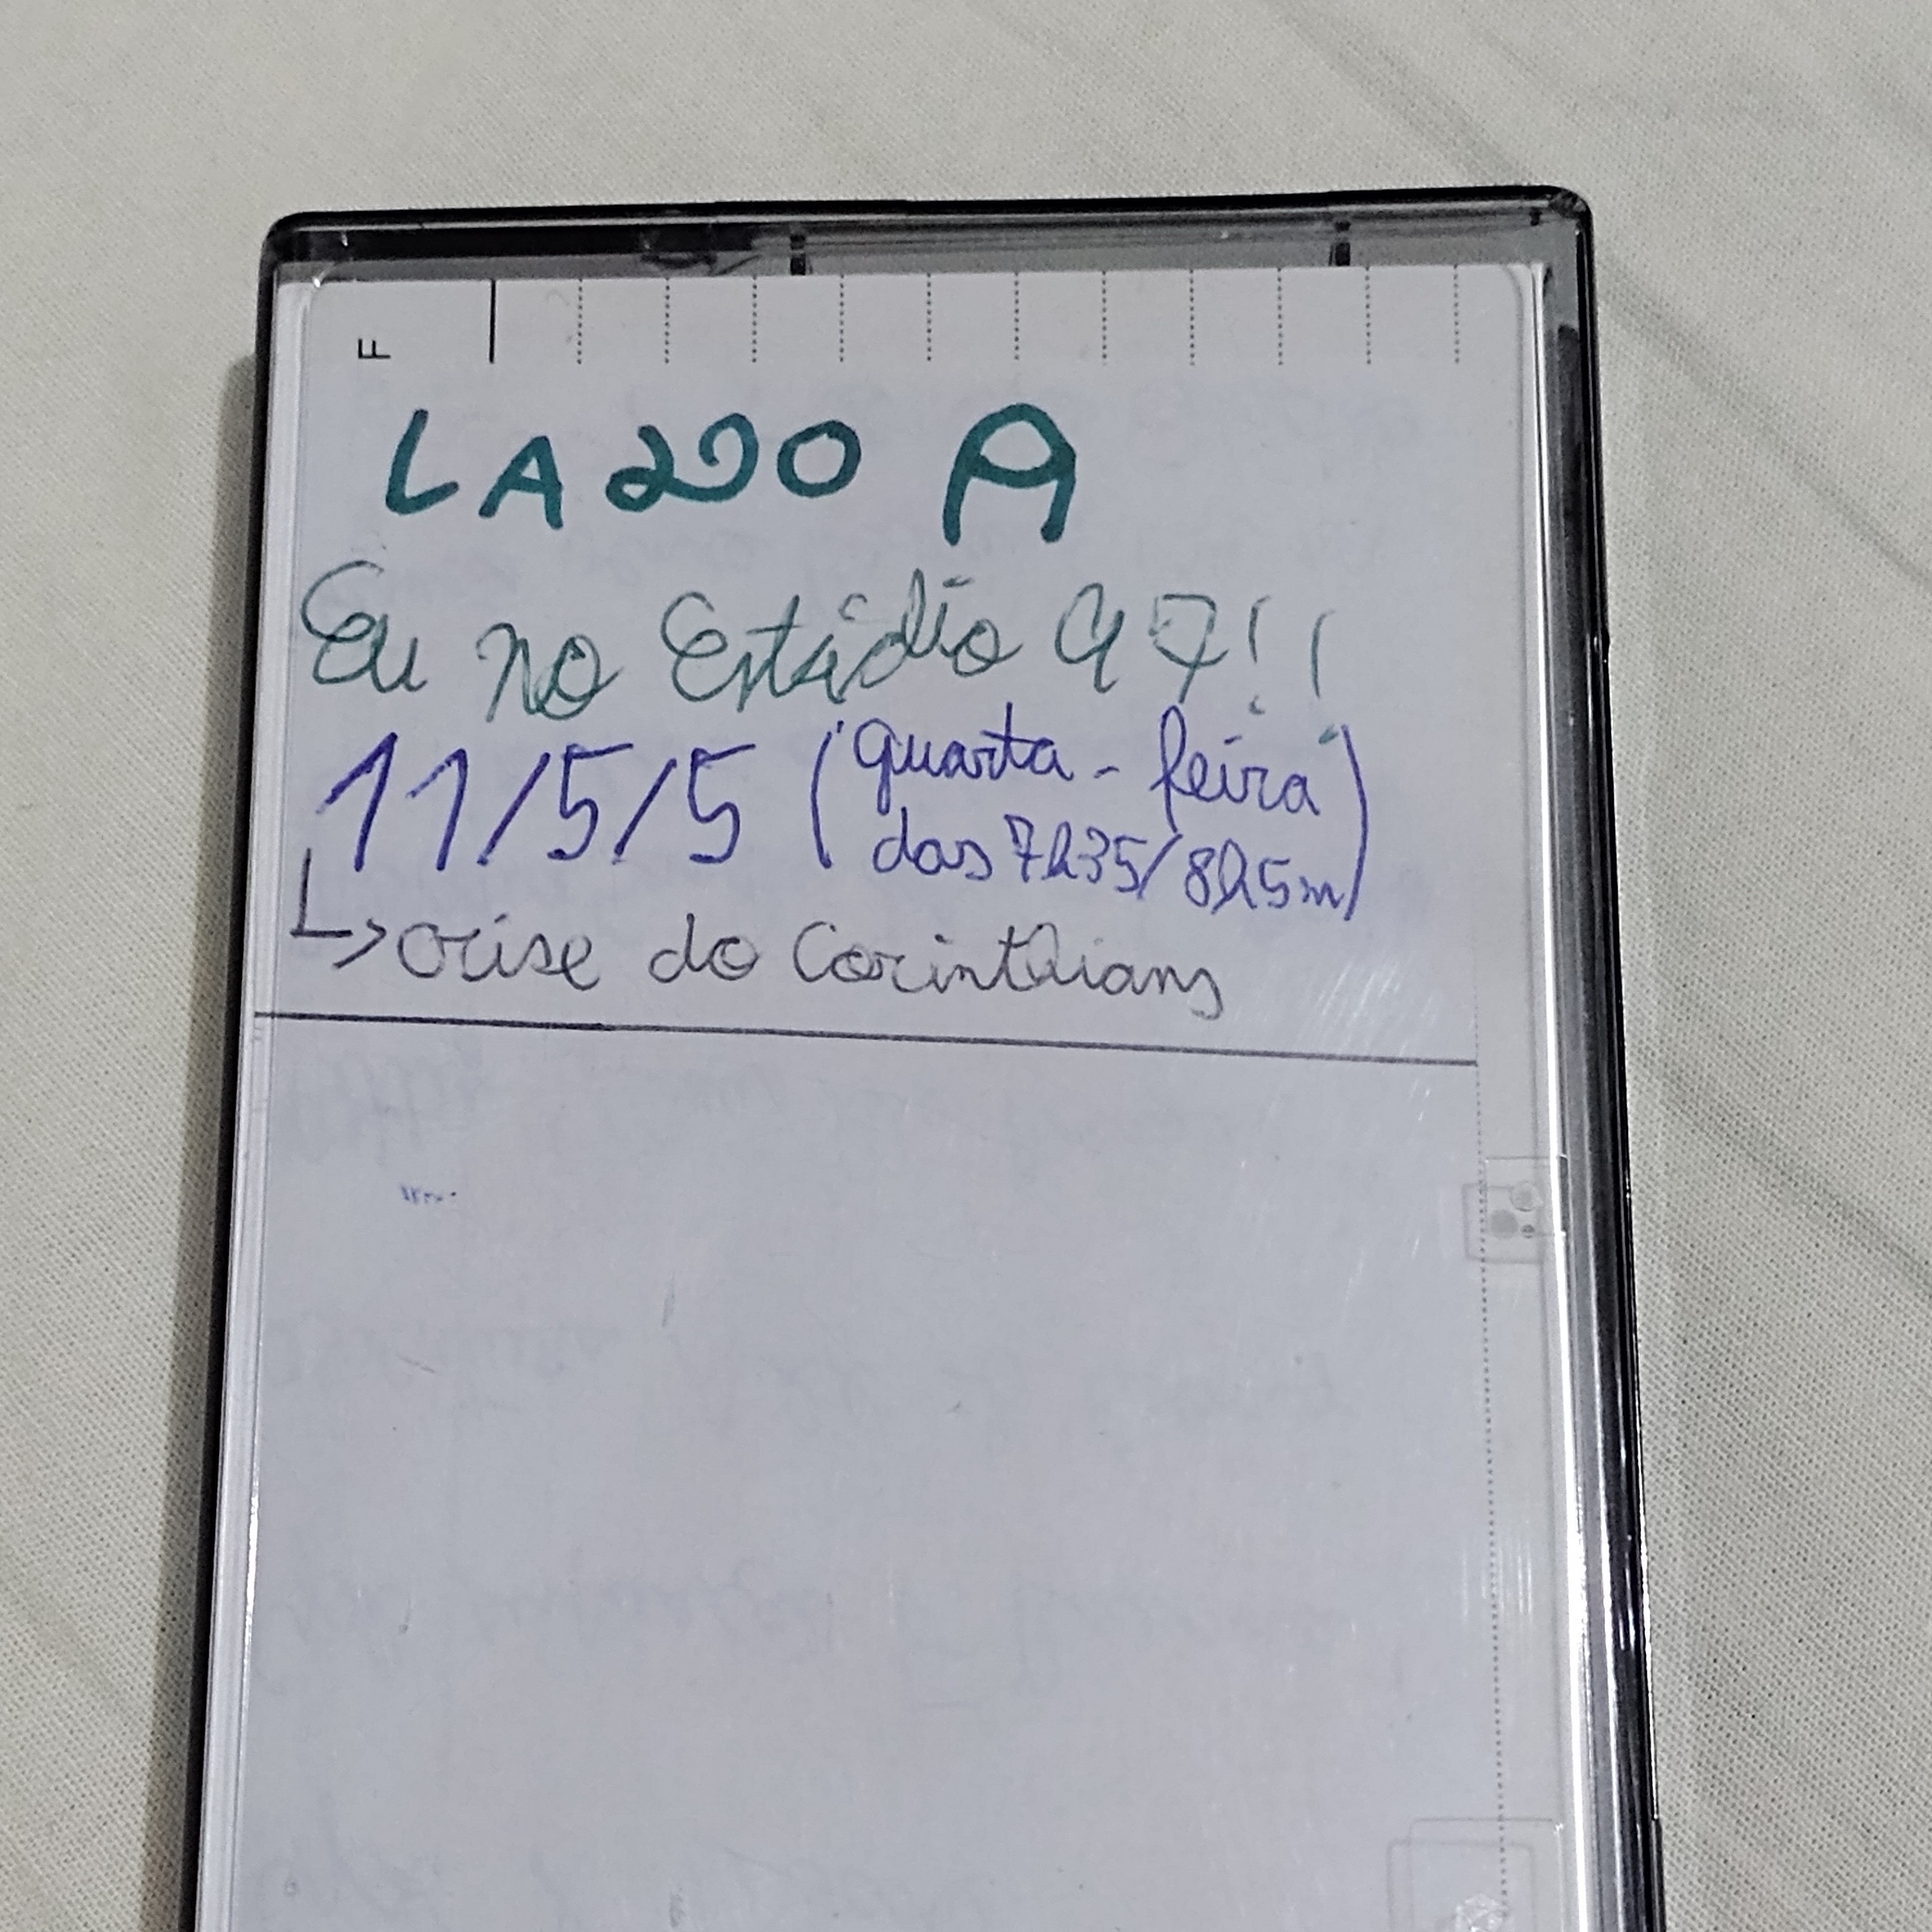 F
LADO A
Eu no Estádio 97!!
11/5/5 (quarta-feira
das 7h35/8h5m)
↳ crise do Corinthians